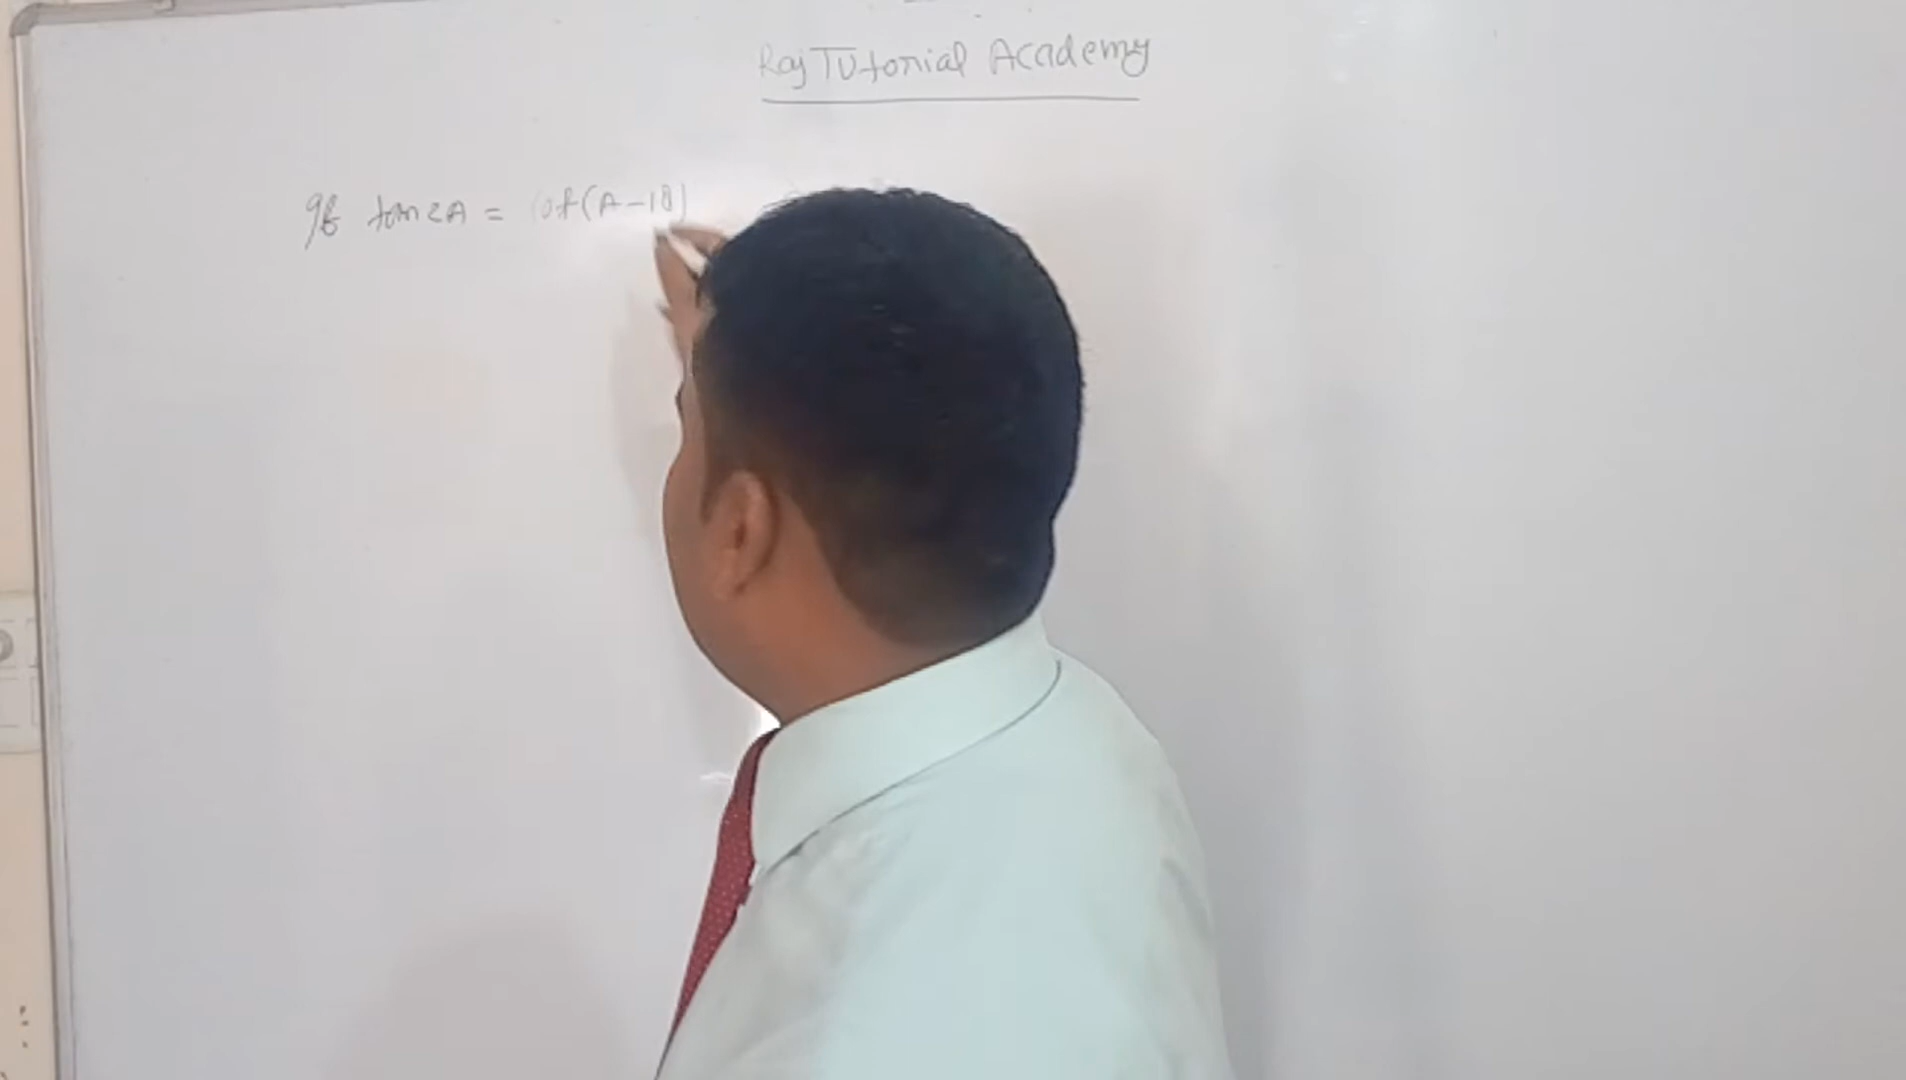 Raj TUtorial Academy
If tan2A = Cot(A-18)